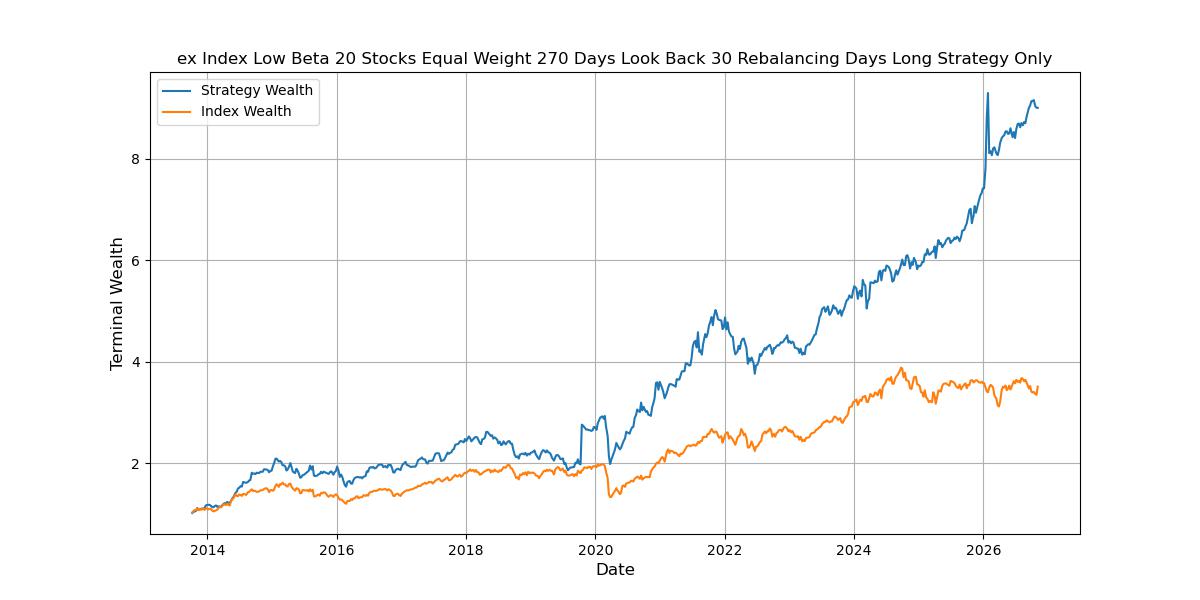 ex Index Low Beta 20 Stocks Equal Weight 270 Days Look Back 30 Rebalancing Days Long Strategy Only
Strategy Wealth
Index Wealth
Terminal Wealth
8
6
4
2
2014 2016 2018 2020 2022 2024 2026
Date